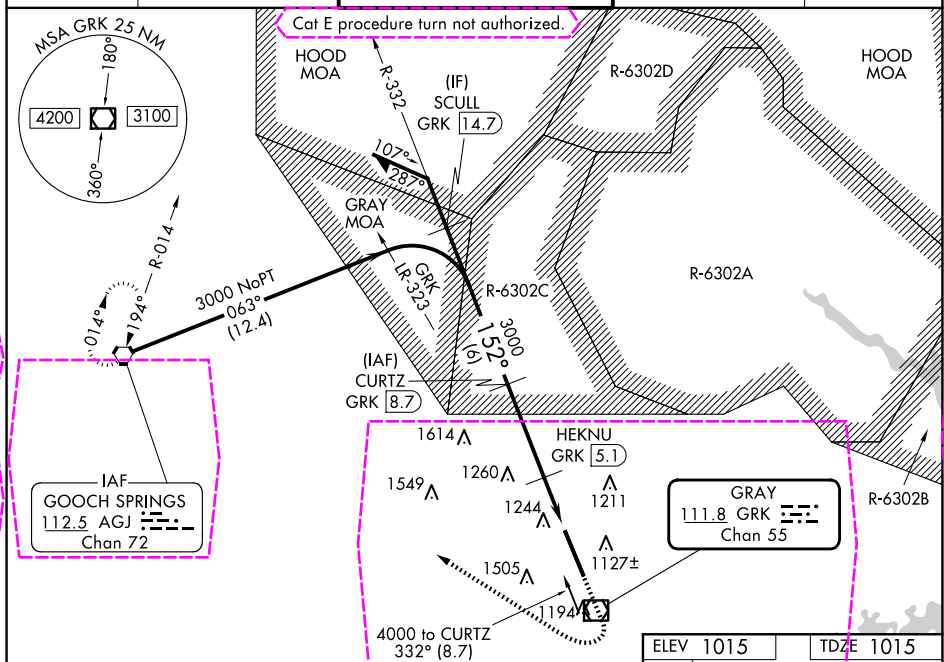 Cat E procedure turn not authorized.
MSA GRK 25 NM
180°
4200
3100
360°
HOOD
MOA
R-332
(IF)
SCULL
GRK 14.7
R-6302D
HOOD
MOA
107°
287°
GRAY
MOA
GRK
LR-323
R-6302C
R-6302A
R-014
014°
194°
3000 NoPT
063°
(12.4)
3000
152°
(6)
(IAF)
CURTZ
GRK 8.7
1614
HEKNU
GRK 5.1
1260
1549
1244
1211
R-6302B
IAF
GOOCH SPRINGS
112.5 AGJ
Chan 72
GRAY
111.8 GRK
Chan 55
1127±
1505
1194
4000 to CURTZ
332° (8.7)
ELEV 1015
TDZE 1015